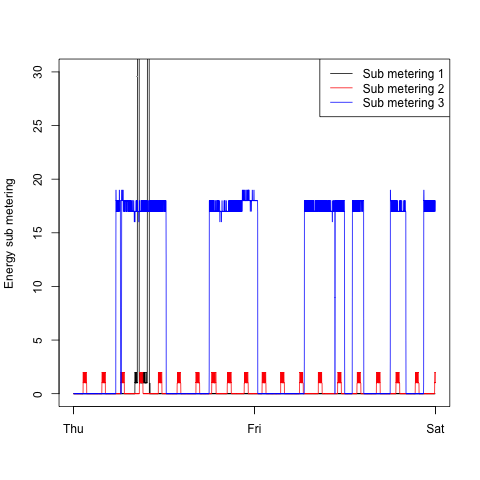 Sub metering 1
Sub metering 2
Sub metering 3
Energy sub metering
30
25
20
15
10
5
0
Thu
Fri
Sat